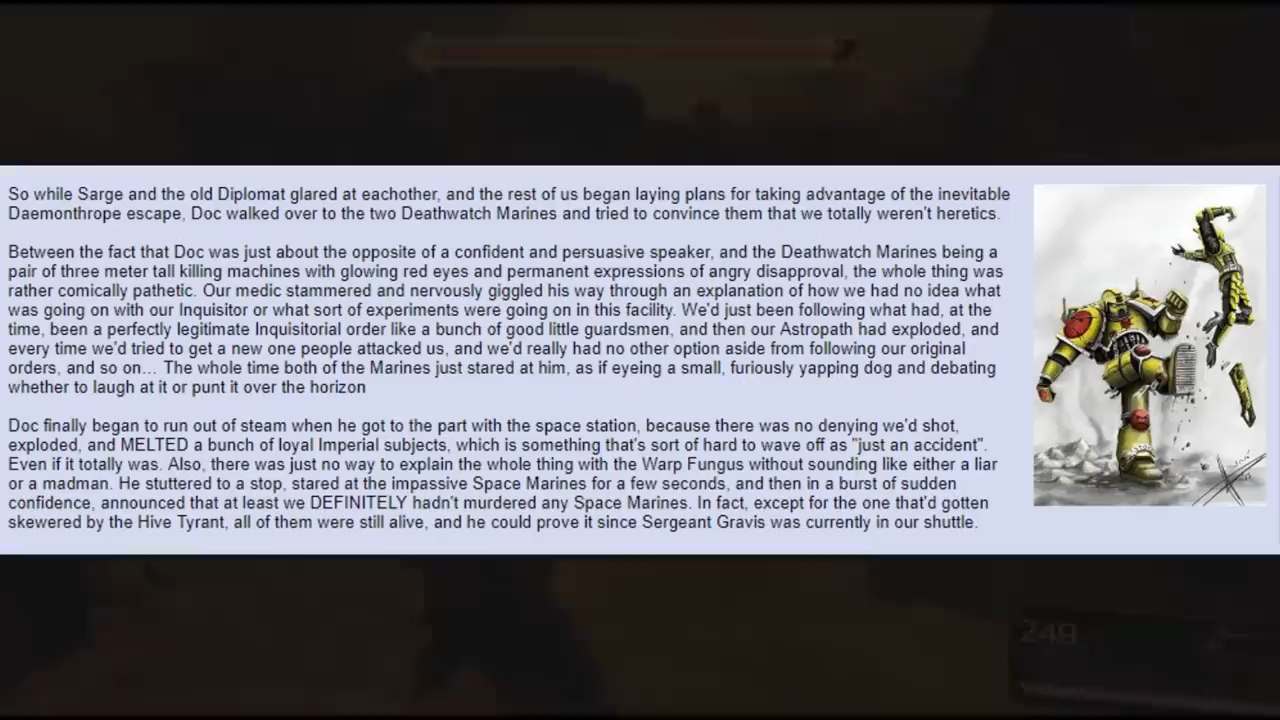 So while Sarge and the old Diplomat glared at eachother, and the rest of us began laying plans for taking advantage of the inevitable
Daemonthrope escape, Doc walked over to the two Deathwatch Marines and tried to convince them that we totally weren't heretics.
Between the fact that Doc was just about the opposite of a confident and persuasive speaker, and the Deathwatch Marines being a
pair of three meter tall killing machines with glowing red eyes and permanent expressions of angry disapproval, the whole thing was
rather comically pathetic. Our medic stammered and nervously giggled his way through an explanation of how we had no idea what
was going on with our Inquisitor or what sort of experiments were going on in this facility. We'd just been following what had, at the
time, been a perfectly legitimate Inquisitorial order like a bunch of good little guardsmen, and then our Astropath had exploded, and
every time we'd tried to get a new one people attacked us, and we'd really had no other option aside from following our original
orders, and so on... The whole time both of the Marines just stared at him, as if eyeing a small, furiously yapping dog and debating
whether to laugh at it or punt it over the horizon
Doc finally began to run out of steam when he got to the part with the space station, because there was no denying we'd shot,
exploded, and MELTED a bunch of loyal Imperial subjects, which is something that's sort of hard to wave off as "just an accident".
Even if it totally was. Also, there was just no way to explain the whole thing with the Warp Fungus without sounding like either a liar
or a madman. He stuttered to a stop, stared at the impassive Space Marines for a few seconds, and then in a burst of sudden
confidence, announced that at least we DEFINITELY hadn't murdered any Space Marines. In fact, except for the one that'd gotten
skewered by the Hive Tyrant, all of them were still alive, and he could prove it since Sergeant Gravis was currently in our shuttle.
249